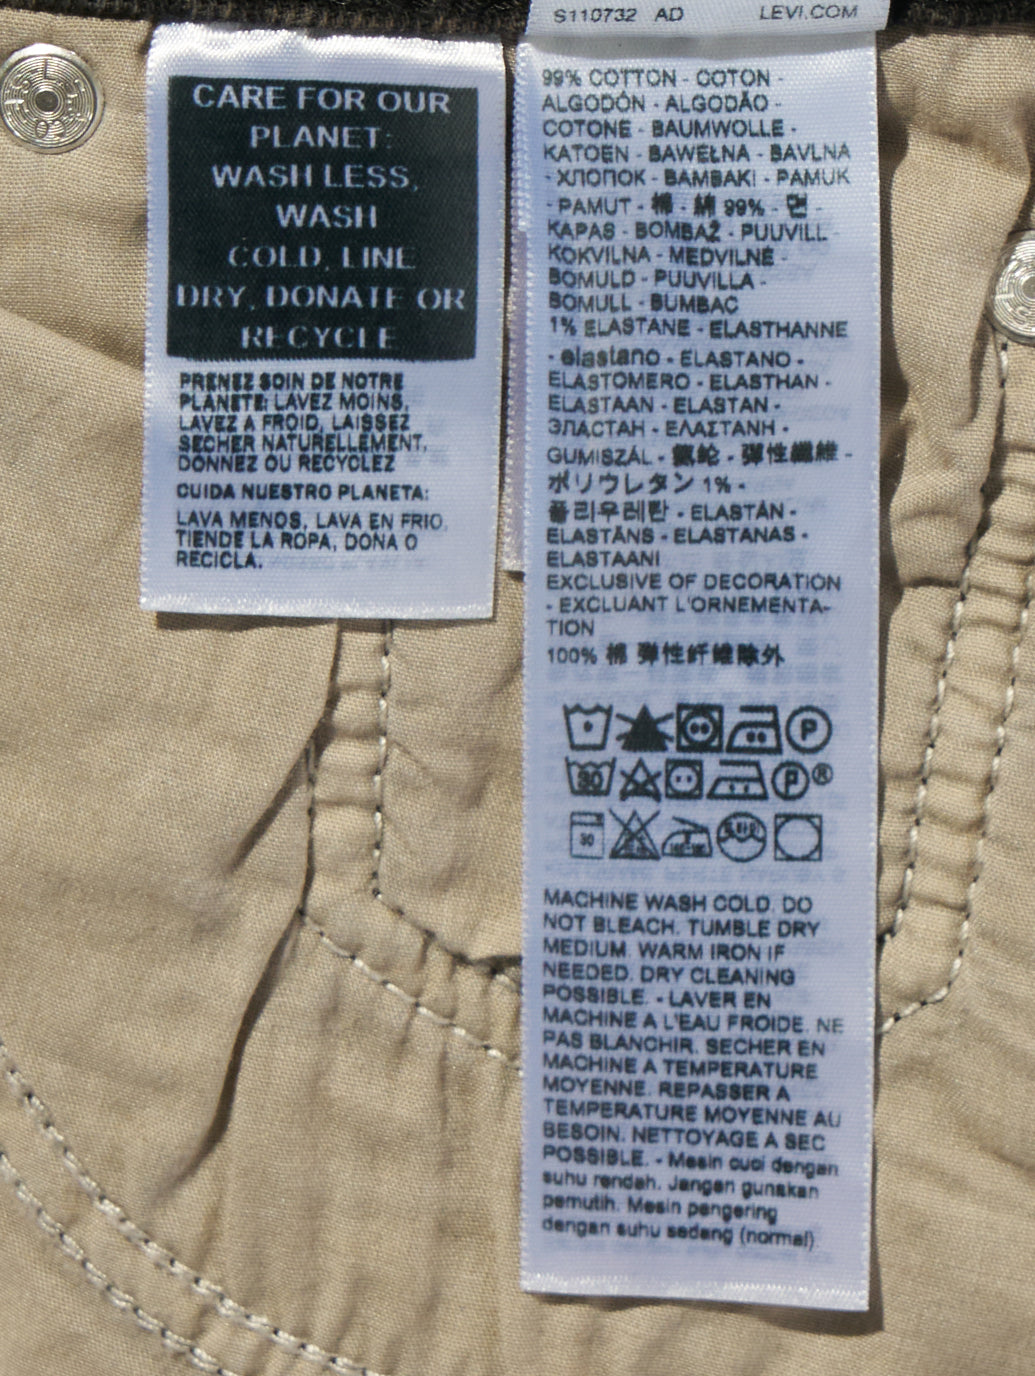 S110732 AD LEVI.COM
CARE FOR OUR
PLANET:
WASH LESS,
WASH
COLD, LINE
DRY, DONATE OR
RECYCLE
PRENEZ SOIN DE NOTRE
PLANÈTE: LAVEZ MOINS,
LAVEZ À FROID, LAISSEZ
SÉCHER NATURELLEMENT,
DONNEZ OU RECYCLEZ
CUIDA NUESTRO PLANETA:
LAVA MENOS, LAVA EN FRIO,
TIENDE LA ROPA, DONA O
RECICLA.
99% COTTON - COTON -
ALGODÓN - ALGODÃO -
COTONE - BAUMWOLLE -
KATOEN - BAWEŁNA - BAVLNA
- ХЛОПОК - BAMBAKI - PAMUK
- PAMUT - 棉 - 綿 99% - 면 -
KAPAS - BOMBAŽ - PUUVILL -
KOKVILNA - MEDVILNĖ -
BOMULD - PUUVILLA -
BOMULL - BUMBAC
1% ELASTANE - ELASTHANNE
- elastano - ELASTANO -
ELASTOMERO - ELASTHAN -
ELASTAAN - ELASTAN -
ЭЛАСТАН - ΕΛΑΣΤΑΝΗ -
GUMISZÁL - 氨纶 - 彈性纖維 -
ポリウレタン 1% -
폴리우레탄 - ELASTÁN -
ELASTĀNS - ELASTANAS -
ELASTAANI
EXCLUSIVE OF DECORATION
- EXCLUANT L'ORNEMENTA-
TION
100% 棉 弹性纤维除外
P
30 P ®
30
MACHINE WASH COLD. DO
NOT BLEACH. TUMBLE DRY
MEDIUM. WARM IRON IF
NEEDED. DRY CLEANING
POSSIBLE. - LAVER EN
MACHINE A L'EAU FROIDE. NE
PAS BLANCHIR. SECHER EN
MACHINE A TEMPERATURE
MOYENNE. REPASSER A
TEMPERATURE MOYENNE AU
BESOIN. NETTOYAGE A SEC
POSSIBLE. - Mesin cuci dengan
suhu rendah. Jangan gunakan
pemutih. Mesin pengering
dengan suhu sedang (normal).